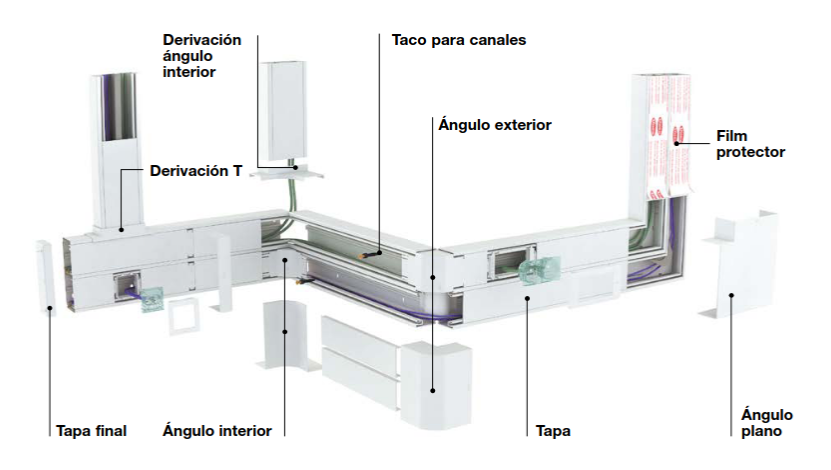 Derivación
ángulo
interior
Taco para canales
Ángulo exterior
Film
protector
Derivación T
Tapa final
Ángulo interior
Tapa
Ángulo
plano